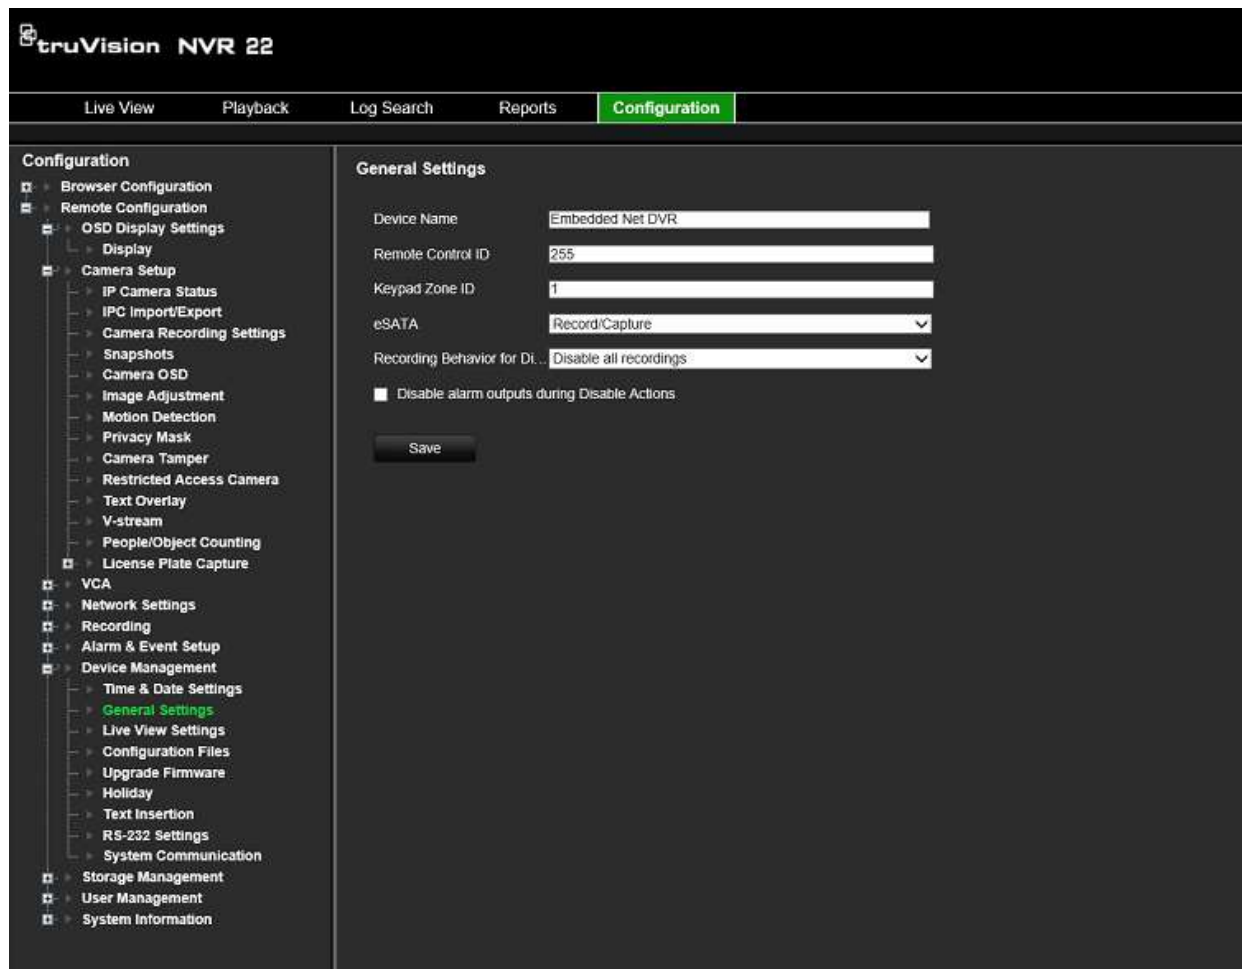 truVision NVR 22
Live View Playback Log Search Reports Configuration
Configuration
Browser Configuration
Remote Configuration
OSD Display Settings
Display
Camera Setup
IP Camera Status
IPC Import/Export
Camera Recording Settings
Snapshots
Camera OSD
Image Adjustment
Motion Detection
Privacy Mask
Camera Tamper
Restricted Access Camera
Text Overlay
V-stream
People/Object Counting
License Plate Capture
VCA
Network Settings
Recording
Alarm & Event Setup
Device Management
Time & Date Settings
General Settings
Live View Settings
Configuration Files
Upgrade Firmware
Holiday
Text Insertion
RS-232 Settings
System Communication
Storage Management
User Management
System Information
General Settings
Device Name Embedded Net DVR
Remote Control ID 255
Keypad Zone ID 1
eSATA Record/Capture
Recording Behavior for Di... Disable all recordings
Disable alarm outputs during Disable Actions
Save